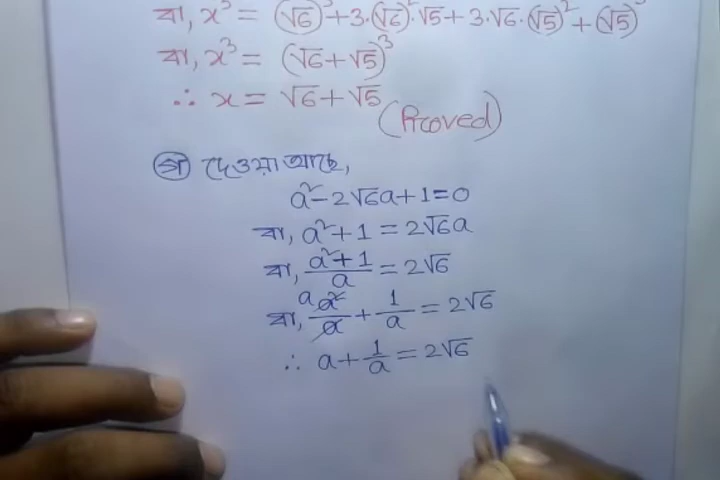 বা, x³ = (√6)³ + 3·(√6)²·√5 + 3·√6·(√5)² + (√5)³
বা, x³ = (√6+√5)³
∴ x = √6+√5
(Proved)
গ দেওয়া আছে,
a² - 2√6a + 1 = 0
বা, a² + 1 = 2√6a
বা, (a² + 1)/a = 2√6
বা, a a²/a + 1/a = 2√6
∴ a + 1/a = 2√6